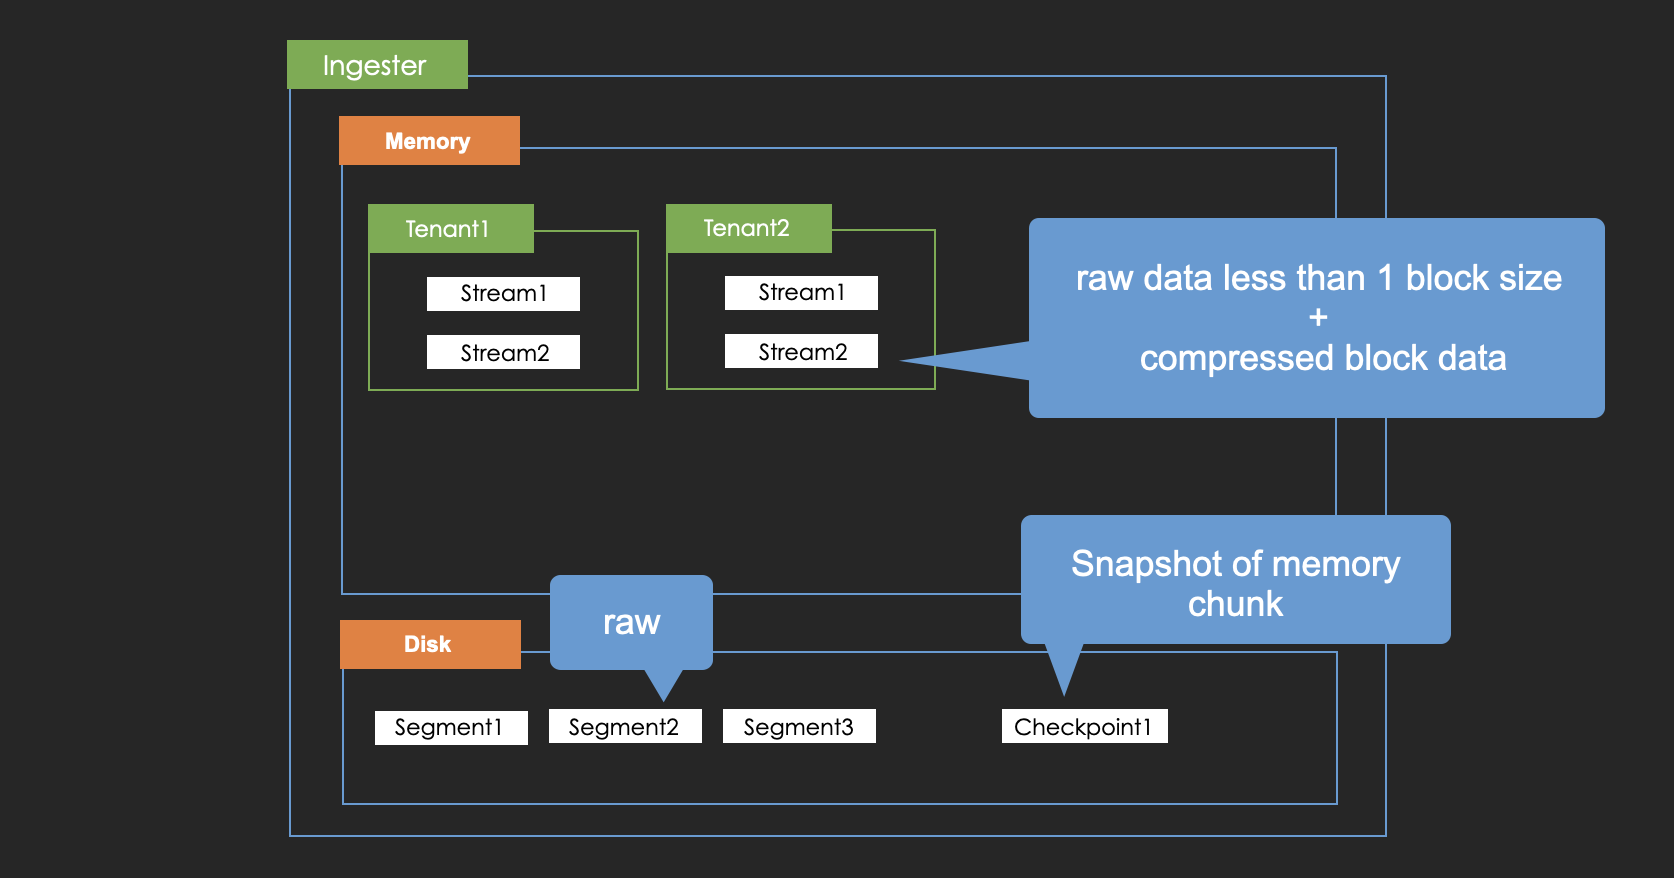 Ingester
Memory
Tenant1
Tenant2
Stream1
Stream1
Stream2
Stream2
raw data less than 1 block size
+
compressed block data
Snapshot of memory
chunk
raw
Disk
Segment1
Segment2
Segment3
Checkpoint1